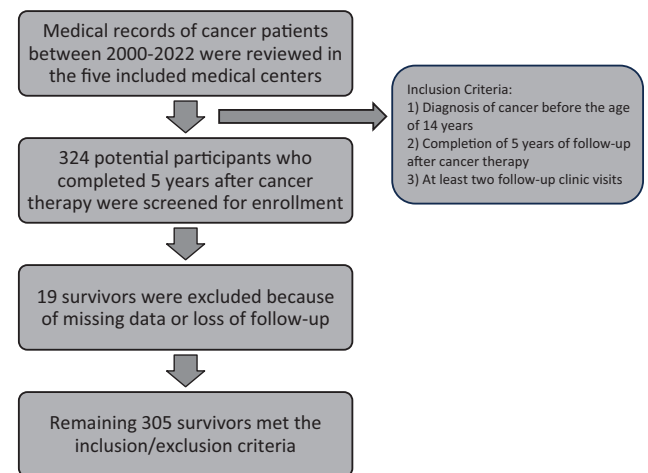 Medical records of cancer patients
between 2000-2022 were reviewed in
the five included medical centers
Inclusion Criteria:
1) Diagnosis of cancer before the age
of 14 years
2) Completion of 5 years of follow-up
after cancer therapy
3) At least two follow-up clinic visits
324 potential participants who
completed 5 years after cancer
therapy were screened for enrollment
19 survivors were excluded because
of missing data or loss of follow-up
Remaining 305 survivors met the
inclusion/exclusion criteria